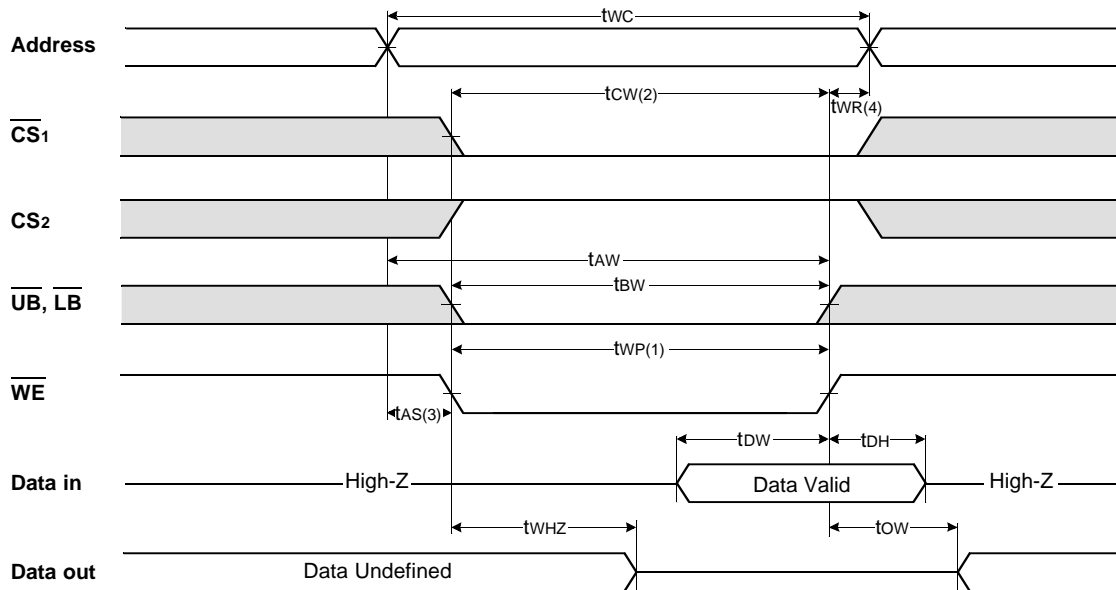 tWC
Address
tCW(2)
tWR(4)
CS1
CS2
tAW
tBW
UB, LB
tWP(1)
WE
tAS(3)
tDW
tDH
Data in
High-Z
Data Valid
High-Z
tWHZ
tOW
Data out
Data Undefined